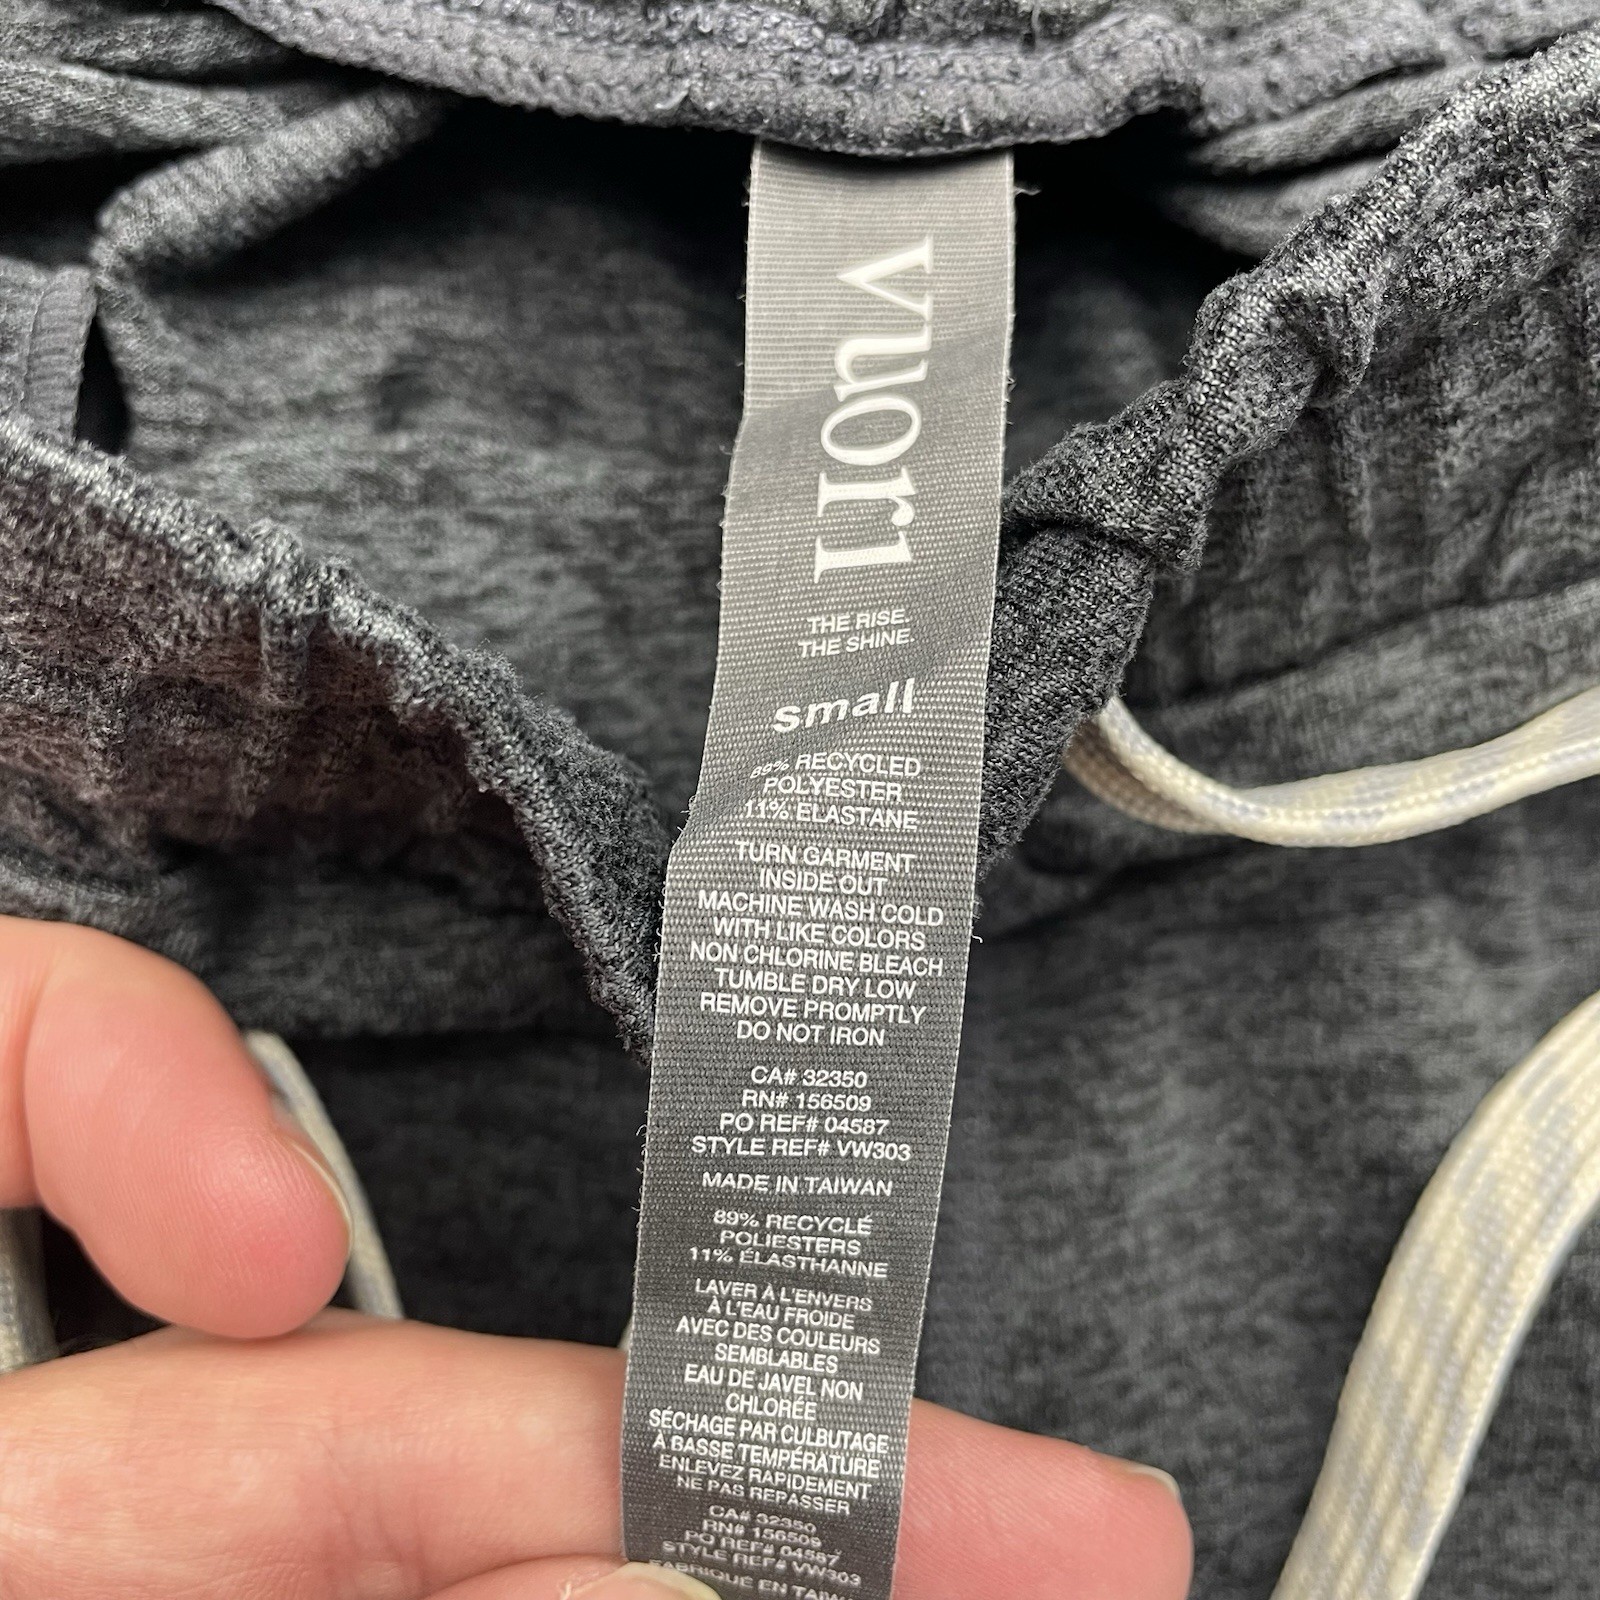 vuori
THE RISE.
THE SHINE.
small
89% RECYCLED
POLYESTER
11% ELASTANE
TURN GARMENT
INSIDE OUT
MACHINE WASH COLD
WITH LIKE COLORS
NON CHLORINE BLEACH
TUMBLE DRY LOW
REMOVE PROMPTLY
DO NOT IRON
CA# 32350
RN# 156509
PO REF# 04587
STYLE REF# VW303
MADE IN TAIWAN
89% RECYCLÉ
POLIESTERS
11% ÉLASTHANNE
LAVER À L'ENVERS
À L'EAU FROIDE
AVEC DES COULEURS
SEMBLABLES
EAU DE JAVEL NON
CHLORÉE
SÉCHAGE PAR CULBUTAGE
À BASSE TEMPÉRATURE
ENLEVEZ RAPIDEMENT
NE PAS REPASSER
CA# 32350
RN# 156509
PO REF# 04587
STYLE REF# VW303
FABRIQUÉ EN TAIW